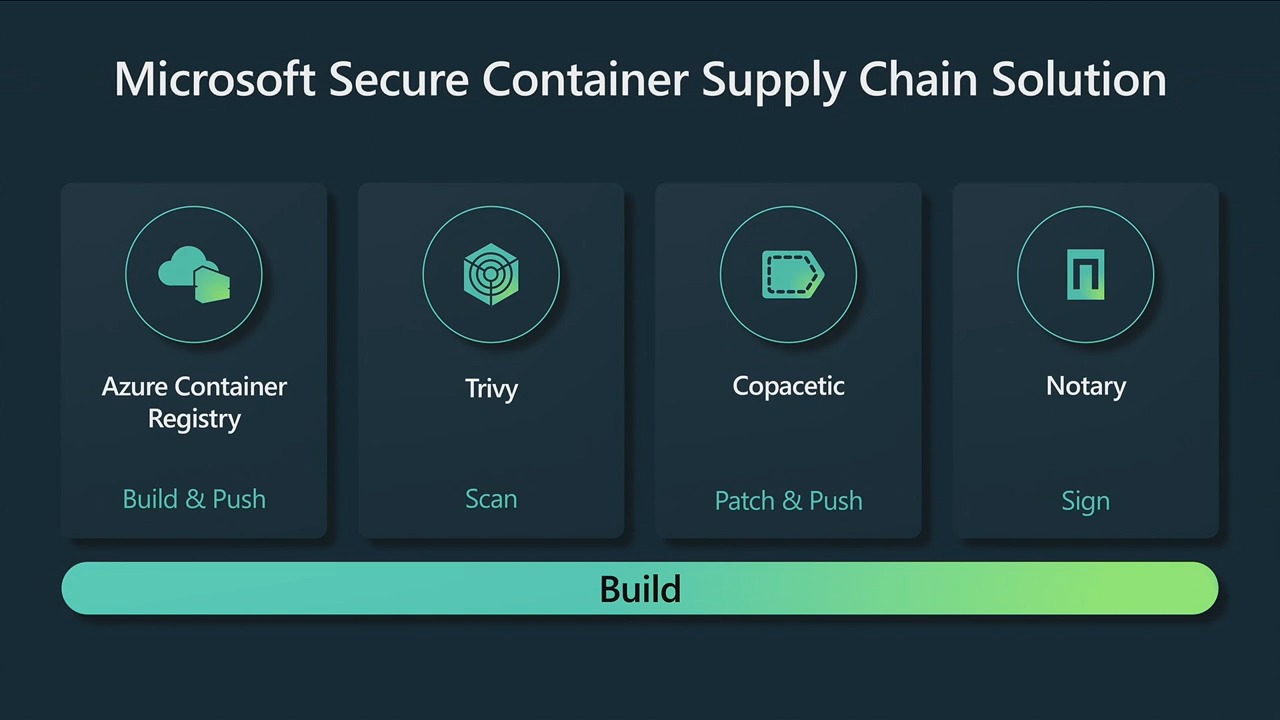 Microsoft Secure Container Supply Chain Solution
Azure Container
Registry
Build & Push
Trivy
Scan
Copacetic
Patch & Push
Notary
Sign
Build